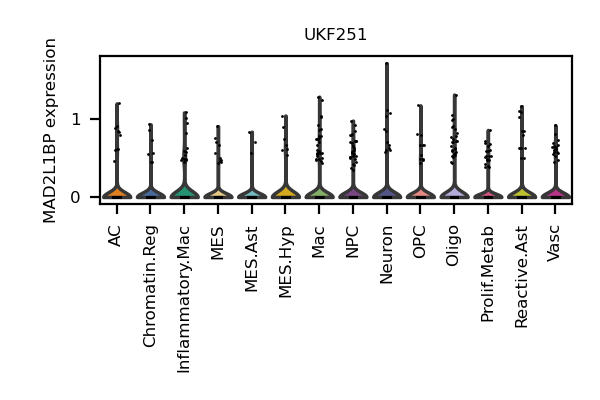 UKF251
MAD2L1BP expression
1
0
AC
Chromatin.Reg
Inflammatory.Mac
MES
MES.Ast
MES.Hyp
Mac
NPC
Neuron
OPC
Oligo
Prolif.Metab
Reactive.Ast
Vasc